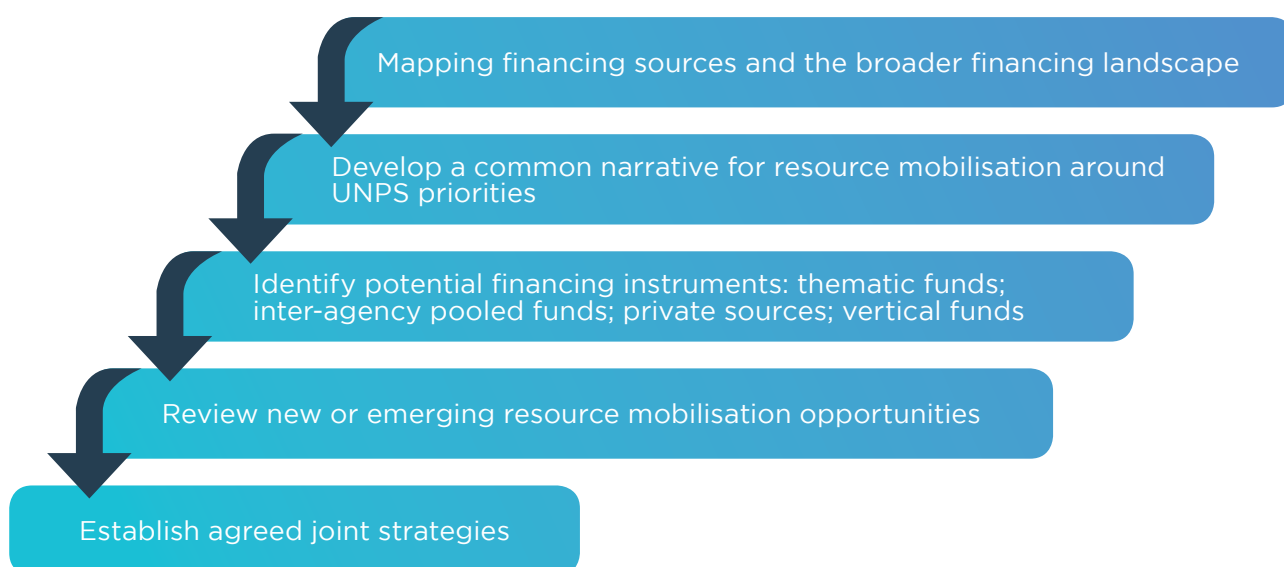 Mapping financing sources and the broader financing landscape
Develop a common narrative for resource mobilisation around
UNPS priorities
Identify potential financing instruments: thematic funds;
inter-agency pooled funds; private sources; vertical funds
Review new or emerging resource mobilisation opportunities
Establish agreed joint strategies